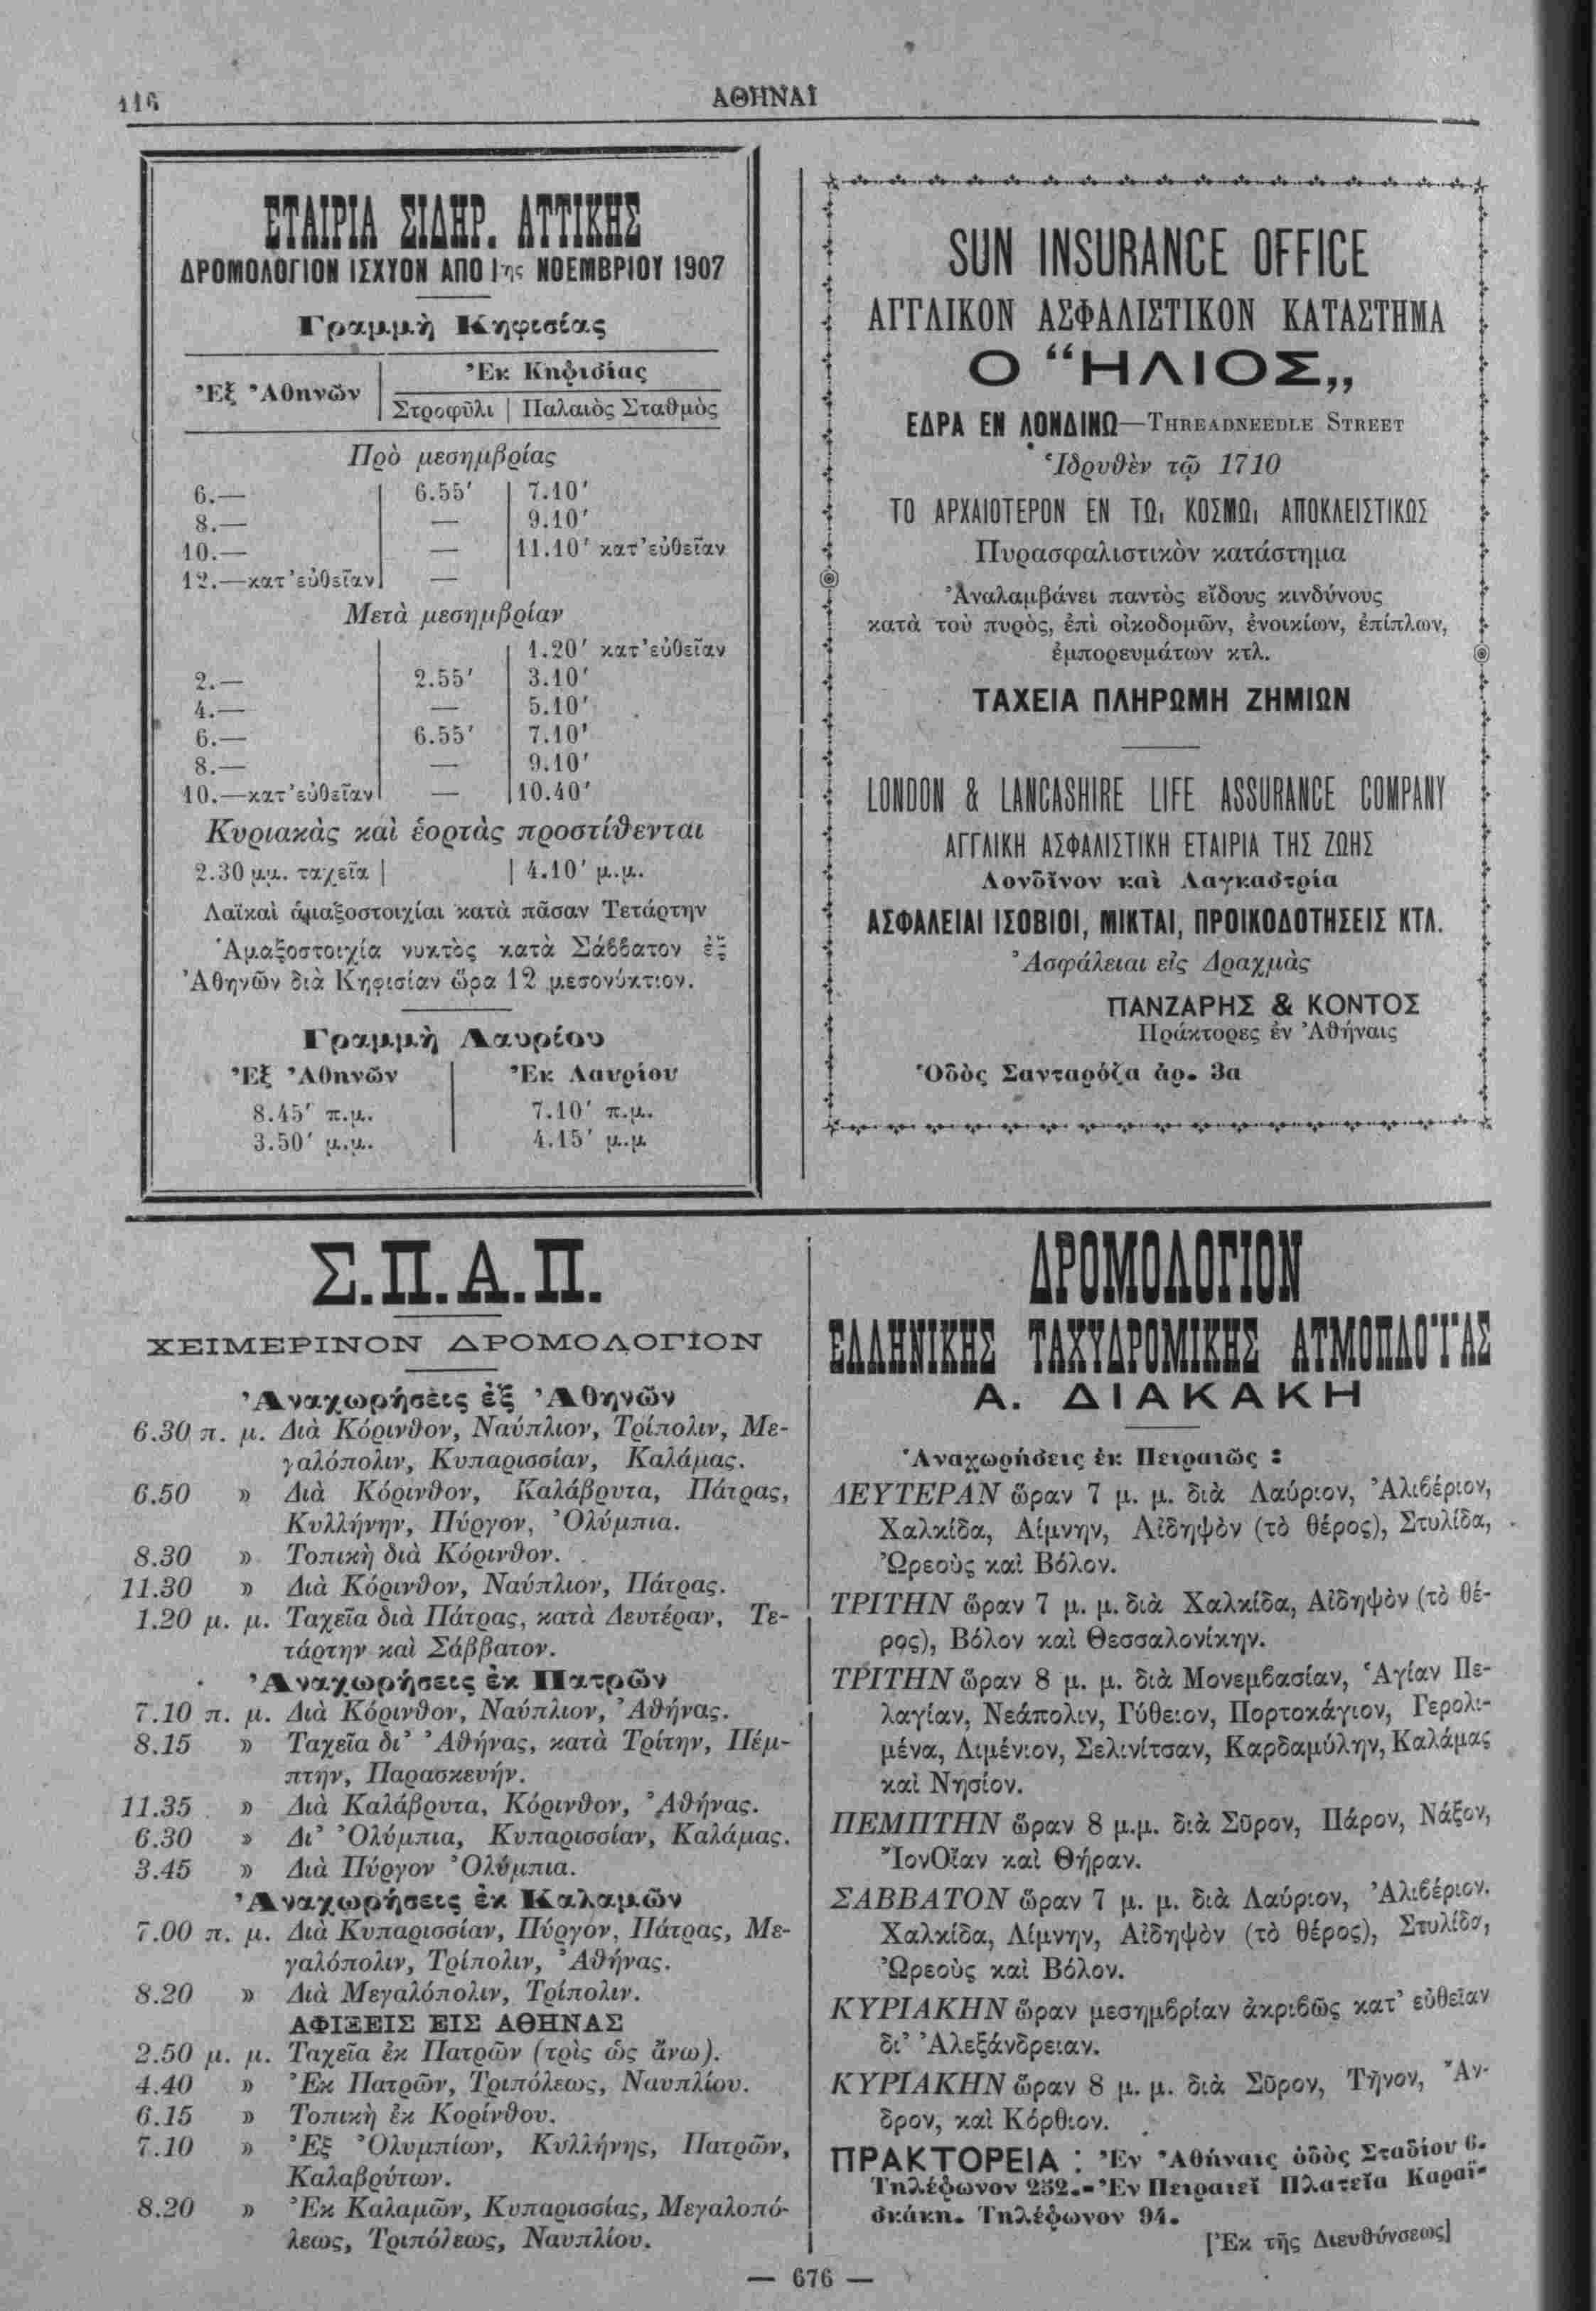 116
ΑΘΗΝΑΙ
ΕΤΑΙΡΙΑ ΣΙΔΗΡ. ΑΤΤΙΚΗΣ
ΔΡΟΜΟΛΟΓΙΟΝ ΙΣΧΥΟΝ ΑΠΟ 1ης ΝΟΕΜΒΡΙΟΥ 1907
Γραμμὴ Κηφισίας
Ἐξ Ἀθηνῶν
Ἐκ Κηφισίας
Στροφῦλι | Παλαιὸς Σταθμὸς
Πρὸ μεσημβρίας
6.— 6.55′ 7.10′
8.— — 9.10′
10.— — 11.10′ κατ᾽εὐθεῖαν
12.—κατ᾽εὐθεῖαν —
Μετὰ μεσημβρίαν
1.20′ κατ᾽εὐθεῖαν
2.— 2.55′ 3.10′
4.— — 5.10′
6.— 6.55′ 7.10′
8.— — 9.10′
10.—κατ᾽εὐθεῖαν — 10.40′
Κυριακὰς καὶ ἑορτὰς προστίθενται
2.30 μμ. ταχεῖα | | 4.10′ μ.μ.
Λαϊκαὶ ἁμαξοστοιχίαι κατὰ πᾶσαν Τετάρτην
Ἁμαξοστοιχία νυκτὸς κατὰ Σάββατον ἐξ
Ἀθηνῶν διὰ Κηφισίαν ὥρα 12 μεσονύκτιον.
Γραμμὴ Λαυρίου
Ἐξ Ἀθηνῶν Ἐκ Λαυρίου
8.45′ π.μ. 7.10′ π.μ.
3.50′ μ.μ. 4.15′ μ.μ
SUN INSURANCE OFFICE
ΑΓΓΛΙΚΟΝ ΑΣΦΑΛΙΣΤΙΚΟΝ ΚΑΤΑΣΤΗΜΑ
Ο “ΗΛΙΟΣ„
ΕΔΡΑ ΕΝ ΛΟΝΔΙΝΩ—THREADNEEDLE STREET
Ἱδρυθὲν τῷ 1710
ΤΟ ΑΡΧΑΙΟΤΕΡΟΝ ΕΝ ΤΩι ΚΟΣΜΩι ΑΠΟΚΛΕΙΣΤΙΚΩΣ
Πυρασφαλιστικὸν κατάστημα
Ἀναλαμβάνει παντὸς εἴδους κινδύνους
κατὰ τοῦ πυρὸς, ἐπὶ οἰκοδομῶν, ἐνοικίων, ἐπίπλων,
ἐμπορευμάτων κτλ.
ΤΑΧΕΙΑ ΠΛΗΡΩΜΗ ΖΗΜΙΩΝ
LONDON & LANCASHIRE LIFE ASSURANCE COMPANY
ΑΓΓΛΙΚΗ ΑΣΦΑΛΙΣΤΙΚΗ ΕΤΑΙΡΙΑ ΤΗΣ ΖΩΗΣ
Λονδῖνον καὶ Λαγκαστρία
ΑΣΦΑΛΕΙΑΙ ΙΣΟΒΙΟΙ, ΜΙΚΤΑΙ, ΠΡΟΙΚΟΔΟΤΗΣΕΙΣ ΚΤΛ.
Ἀσφάλειαι εἰς Δραχμὰς
ΠΑΝΖΑΡΗΣ & ΚΟΝΤΟΣ
Πράκτορες ἐν Ἀθήναις
Ὁδὸς Σανταρόζα ἀρ. 3α
Σ.Π.Α.Π.
ΧΕΙΜΕΡΙΝΟΝ ΔΡΟΜΟΛΟΓΙΟΝ
Ἀναχωρήσεις ἐξ Ἀθηνῶν
6.30 π. μ. Διὰ Κόρινθον, Ναύπλιον, Τρίπολιν, Με-
γαλόπολιν, Κυπαρισσίαν, Καλάμας.
6.50 » Διὰ Κόρινθον, Καλάβρυτα, Πάτρας,
Κυλλήνην, Πύργον, Ὀλύμπια.
8.30 » Τοπικὴ διὰ Κόρινθον.
11.30 » Διὰ Κόρινθον, Ναύπλιον, Πάτρας.
1.20 μ. μ. Ταχεῖα διὰ Πάτρας, κατὰ Δευτέραν, Τε-
τάρτην καὶ Σάββατον.
Ἀναχωρήσεις ἐκ Πατρῶν
7.10 π. μ. Διὰ Κόρινθον, Ναύπλιον, Ἀθήνας.
8.15 » Ταχεῖα δι᾽ Ἀθήνας, κατὰ Τρίτην, Πέμ-
πτην, Παρασκευήν.
11.35 » Διὰ Καλάβρυτα, Κόρινθον, Ἀθήνας.
6.30 » Δι᾽ Ὀλύμπια, Κυπαρισσίαν, Καλάμας.
3.45 » Διὰ Πύργον Ὀλύμπια.
Ἀναχωρήσεις ἐκ Καλαμῶν
7.00 π. μ. Διὰ Κυπαρισσίαν, Πύργον, Πάτρας, Με-
γαλόπολιν, Τρίπολιν, Ἀθήνας.
8.20 » Διὰ Μεγαλόπολιν, Τρίπολιν.
ΑΦΙΞΕΙΣ ΕΙΣ ΑΘΗΝΑΣ
2.50 μ. μ. Ταχεῖα ἐκ Πατρῶν (τρὶς ὡς ἄνω).
4.40 » Ἐκ Πατρῶν, Τριπόλεως, Ναυπλίου.
6.15 » Τοπικὴ ἐκ Κορίνθου.
7.10 » Ἐξ Ὀλυμπίων, Κυλλήνης, Πατρῶν,
Καλαβρύτων.
8.20 » Ἐκ Καλαμῶν, Κυπαρισσίας, Μεγαλοπό-
λεως, Τριπόλεως, Ναυπλίου.
ΔΡΟΜΟΛΟΓΙΟΝ
ΕΛΛΗΝΙΚΗΣ ΤΑΧΥΔΡΟΜΙΚΗΣ ΑΤΜΟΠΛΟΪΑΣ
Α. ΔΙΑΚΑΚΗ
Ἀναχωρήσεις ἐκ Πειραιῶς :
ΔΕΥΤΕΡΑΝ ὥραν 7 μ. μ. διὰ Λαύριον, Ἀλιβέριον,
Χαλκίδα, Λίμνην, Αἰδηψὸν (τὸ θέρος), Στυλίδα,
Ὠρεοὺς καὶ Βόλον.
ΤΡΙΤΗΝ ὥραν 7 μ. μ. διὰ Χαλκίδα, Αἰδηψὸν (τὸ θέ-
ρος), Βόλον καὶ Θεσσαλονίκην.
ΤΡΙΤΗΝ ὥραν 8 μ. μ. διὰ Μονεμβασίαν, Ἁγίαν Πε-
λαγίαν, Νεάπολιν, Γύθειον, Πορτοκάγιον, Γερολι-
μένα, Λιμένιον, Σελινίτσαν, Καρδαμύλην, Καλάμας
καὶ Νησίον.
ΠΕΜΠΤΗΝ ὥραν 8 μ.μ. διὰ Σῦρον, Πάρον, Νάξον,
Ἴον Οἴαν καὶ Θήραν.
ΣΑΒΒΑΤΟΝ ὥραν 7 μ. μ. διὰ Λαύριον, Ἀλιβέριον.
Χαλκίδα, Λίμνην, Αἰδηψὸν (τὸ θέρος), Στυλίδα,
Ὠρεοὺς καὶ Βόλον.
ΚΥΡΙΑΚΗΝ ὥραν μεσημβρίαν ἀκριβῶς κατ᾽ εὐθεῖαν
δι᾽ Ἀλεξάνδρειαν.
ΚΥΡΙΑΚΗΝ ὥραν 8 μ. μ. διὰ Σῦρον, Τῆνον, Ἄν-
δρον, καὶ Κόρθιον.
ΠΡΑΚΤΟΡΕΙΑ : Ἐν Ἀθήναις ὁδὸς Σταδίου 6.
Τηλέφωνον 252.-Ἐν Πειραιεῖ Πλατεῖα Καραϊ-
σκάκη. Τηλέφωνον 94.
[Ἐκ τῆς Διευθύνσεως]
— 676 —